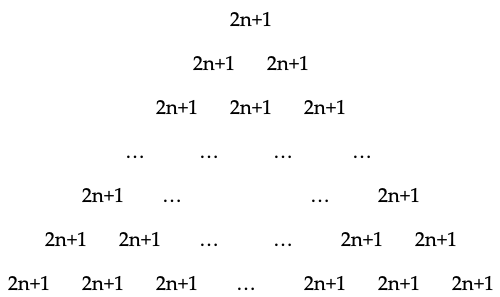 2n+1
2n+1 2n+1
2n+1 2n+1 2n+1
… … … …
2n+1 … … 2n+1
2n+1 2n+1 … … 2n+1 2n+1
2n+1 2n+1 2n+1 … 2n+1 2n+1 2n+1